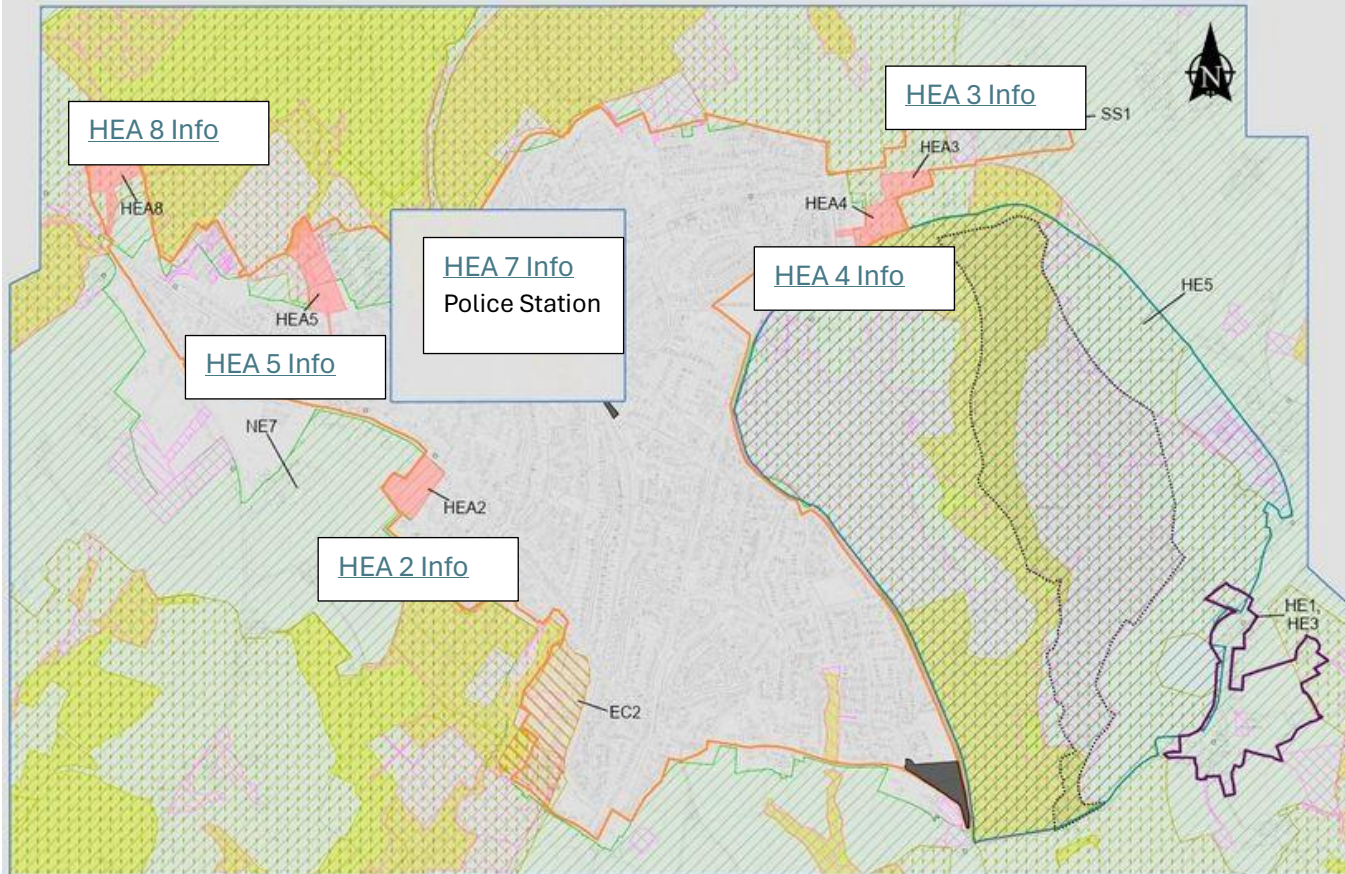 N
HEA 3 Info
SS1
HEA 8 Info
HEA3
HEA8
HEA4
HEA 7 Info
Police Station
HEA 4 Info
HE5
HEA5
HEA 5 Info
NE7
HEA2
HEA 2 Info
HE1,
HE3
EC2